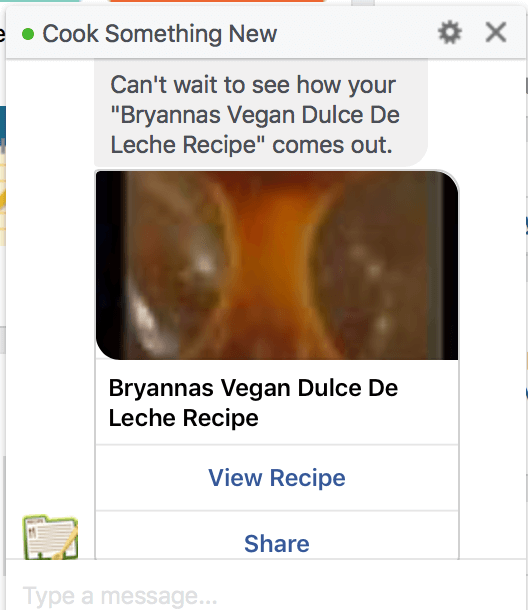 Cook Something New
Can't wait to see how your
"Bryannas Vegan Dulce De
Leche Recipe" comes out.
Bryannas Vegan Dulce De
Leche Recipe
View Recipe
Share
Type a message...